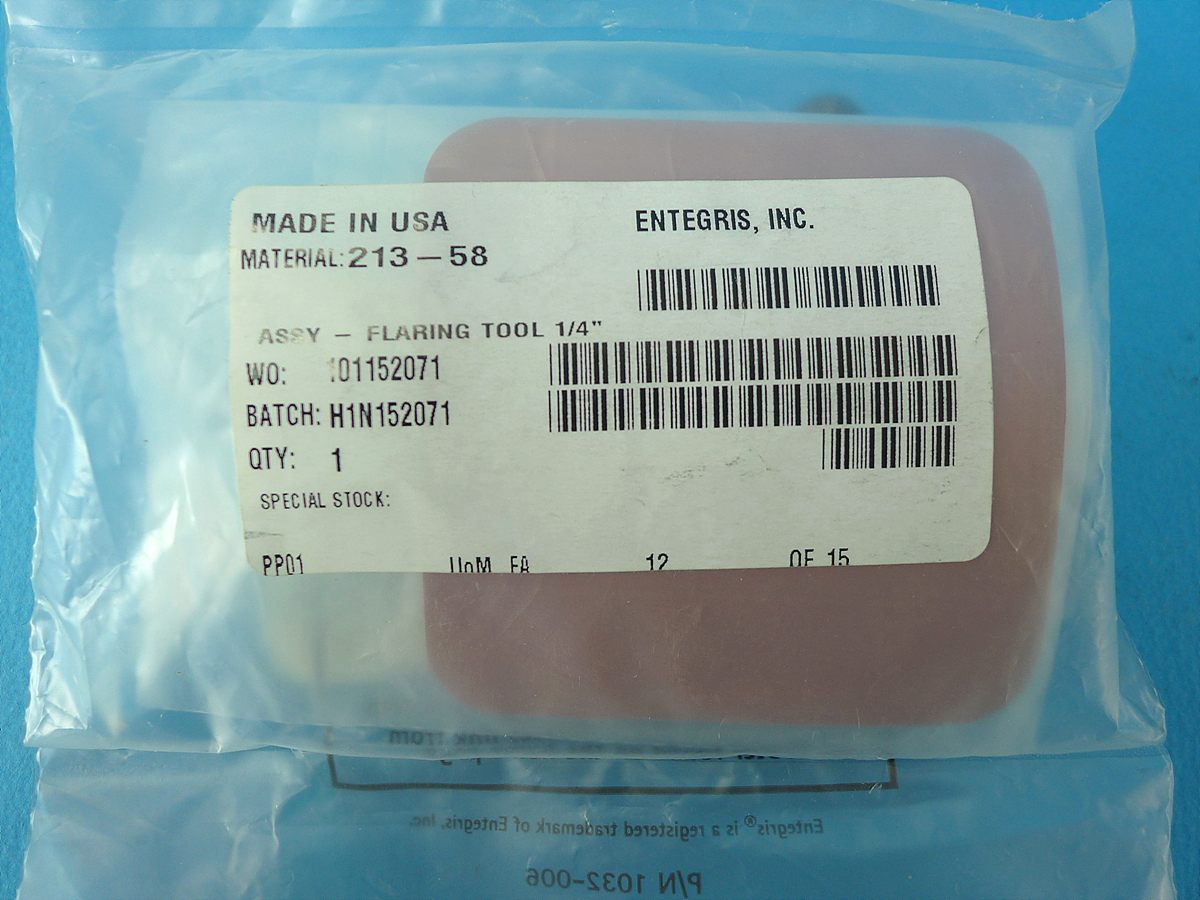 MADE IN USA
ENTEGRIS, INC.
MATERIAL: 213-58
ASSY - FLARING TOOL 1/4"
WO: 101152071
BATCH: H1N152071
QTY: 1
SPECIAL STOCK:
PP01 UoM EA 12 OF 15
from
Entegris® is a registered trademark of Entegris, Inc.
P/N 1032-006